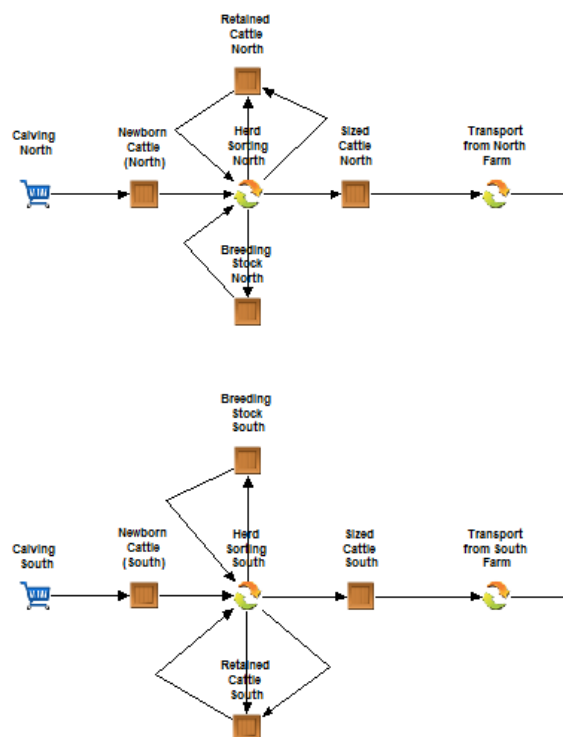 Retained
Cattle
North
Calving
North
Newborn
Cattle
(North)
Herd
Sorting
North
Sized
Cattle
North
Transport
from North
Farm
Breeding
Stock
North
Breeding
Stock
South
Calving
South
Newborn
Cattle
(South)
Herd
Sorting
South
Sized
Cattle
South
Transport
from South
Farm
Retained
Cattle
South